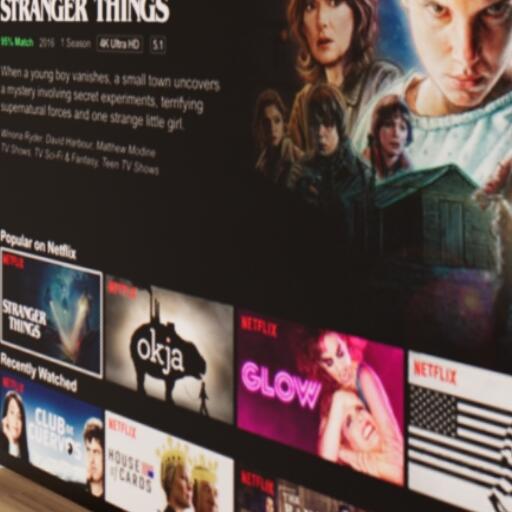 STRANGER THINGS
95% Match 2016 1 Season 4K Ultra HD 5.1
When a young boy vanishes, a small town uncovers
a mystery involving secret experiments, terrifying
supernatural forces and one strange little girl.
Winona Ryder, David Harbour, Matthew Modine
TV Shows, TV Sci-Fi & Fantasy, Teen TV Shows
Popular on Netflix
NETFLIX
STRANGER
THINGS
NETFLIX
okja
NETFLIX
GLOW
NETFLIX
Recently Watched
NETFLIX
CLUB DE
CUERVOS
NETFLIX
HOUSE
of CARDS
NETFLIX